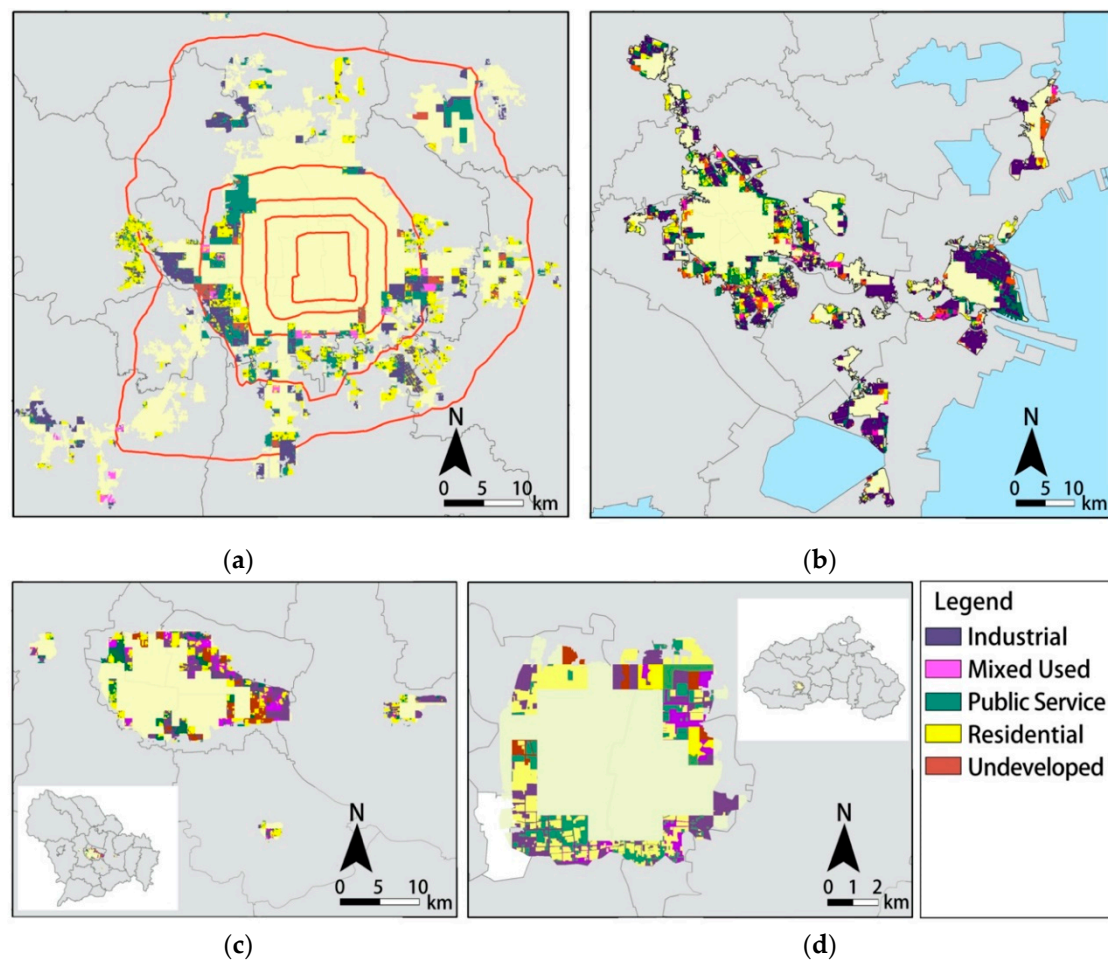 N
0 5 10
km
(a)
N
0 5 10
km
(b)
N
0 5 10
km
(c)
N
0 1 2
km
(d)
Legend
Industrial
Mixed Used
Public Service
Residential
Undeveloped